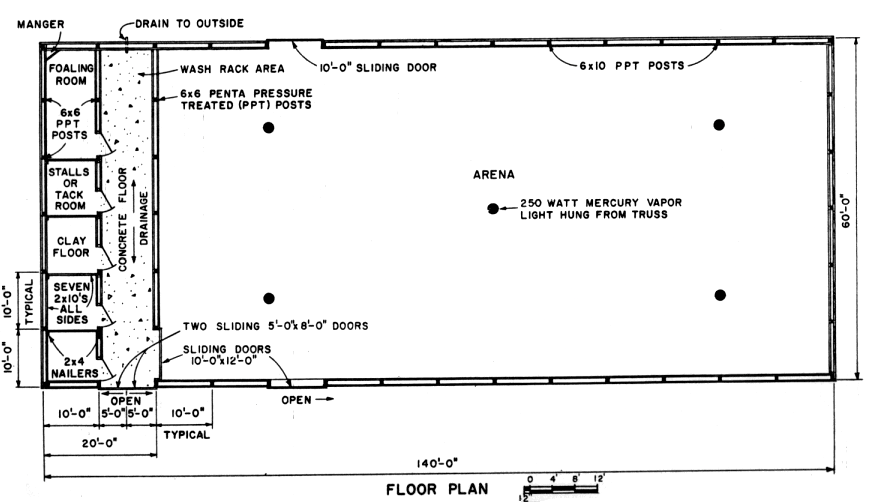 DRAIN TO OUTSIDE
MANGER
FOALING
ROOM
WASH RACK AREA
10'-0" SLIDING DOOR
6x10 PPT POSTS
6x6 PENTA PRESSURE
TREATED (PPT) POSTS
6x6
PPT
POSTS
STALLS
OR
TACK
ROOM
CONCRETE FLOOR
DRAINAGE
ARENA
250 WATT MERCURY VAPOR
LIGHT HUNG FROM TRUSS
60'-0"
CLAY
FLOOR
10'-0"
TYPICAL
SEVEN
2x10'S
ALL
SIDES
TWO SLIDING 5'-0"x8'-0" DOORS
SLIDING DOORS
10'-0"x12'-0"
10'-0"
2x4
NAILERS
OPEN
OPEN
10'-0"
5'-0"
5'-0"
10'-0"
TYPICAL
20'-0"
140'-0"
FLOOR PLAN
0 4' 8' 12'
12'